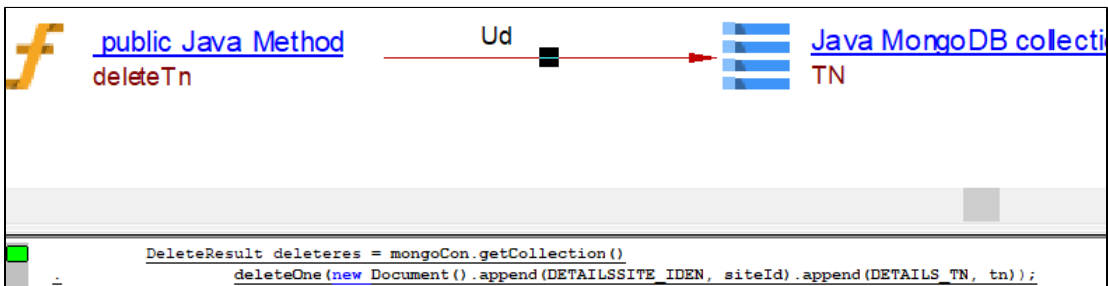 public Java Method
deleteTn
Ud
Java MongoDB collecti
TN
DeleteResult deleteres = mongoCon.getCollection()
. deleteOne(new Document().append(DETAILSSITE_IDEN, siteId).append(DETAILS_TN, tn));